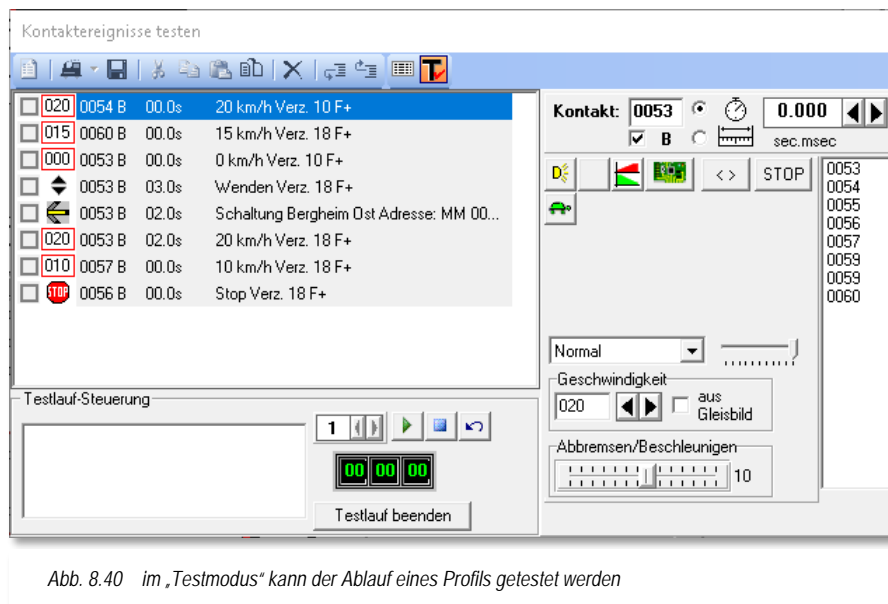 Kontaktereignisse testen
020 0054 B 00.0s 20 km/h Verz. 10 F+
015 0060 B 00.0s 15 km/h Verz. 18 F+
000 0053 B 00.0s 0 km/h Verz. 10 F+
0053 B 03.0s Wenden Verz. 18 F+
0053 B 02.0s Schaltung Bergheim Ost Adresse: MM 00...
020 0053 B 02.0s 20 km/h Verz. 18 F+
010 0057 B 00.0s 10 km/h Verz. 18 F+
STOP 0056 B 00.0s Stop Verz. 18 F+
Testlauf-Steuerung
1
00 00 00
Testlauf beenden
Kontakt: 0053 0.000
B sec.msec
D <> STOP
0053
0054
0055
0056
0057
0059
0059
0060
Normal
Geschwindigkeit
020 aus
Gleisbild
Abbremsen/Beschleunigen
10
Abb. 8.40 im „Testmodus“ kann der Ablauf eines Profils getestet werden